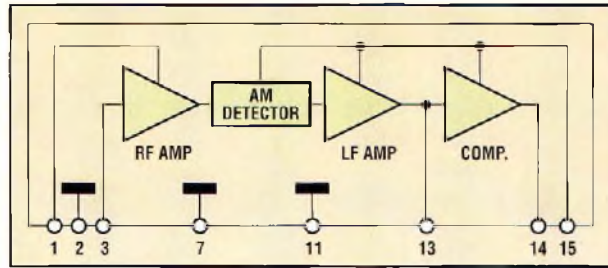 AM
DETECTOR
RF AMP
LF AMP
COMP.
1 2 3 7 11 13 14 15